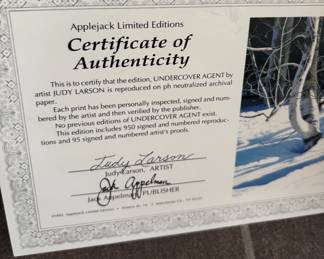 Applejack Limited Editions
Certificate of
Authenticity
This is to certify that the edition, UNDERCOVER AGENT by
artist JUDY LARSON is reproduced on ph neutralized archival
paper.
Each print has been personally inspected, signed and num-
bered by the artist and then verified by the publisher.
No previous editions of UNDERCOVER AGENT exist.
This edition includes 950 signed and numbered reproduc-
tions and 95 signed and numbered artist's proofs.
Judy Larson
Judy Larson, ARTIST
Jack Appelman
Jack Appelman, PUBLISHER
Applejack Limited Editions